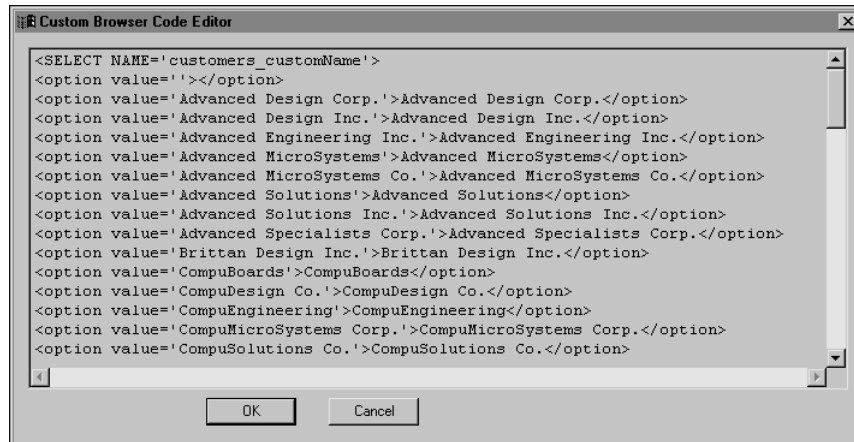 Custom Browser Code Editor
<SELECT NAME='customers_customName'>
<option value=''></option>
<option value='Advanced Design Corp.'>Advanced Design Corp.</option>
<option value='Advanced Design Inc.'>Advanced Design Inc.</option>
<option value='Advanced Engineering Inc.'>Advanced Engineering Inc.</option>
<option value='Advanced MicroSystems'>Advanced MicroSystems</option>
<option value='Advanced MicroSystems Co.'>Advanced MicroSystems Co.</option>
<option value='Advanced Solutions'>Advanced Solutions</option>
<option value='Advanced Solutions Inc.'>Advanced Solutions Inc.</option>
<option value='Advanced Specialists Corp.'>Advanced Specialists Corp.</option>
<option value='Brittan Design Inc.'>Brittan Design Inc.</option>
<option value='CompuBoards'>CompuBoards</option>
<option value='CompuDesign Co.'>CompuDesign Co.</option>
<option value='CompuEngineering'>CompuEngineering</option>
<option value='CompuMicroSystems Corp.'>CompuMicroSystems Corp.</option>
<option value='CompuSolutions Co.'>CompuSolutions Co.</option>
OK Cancel